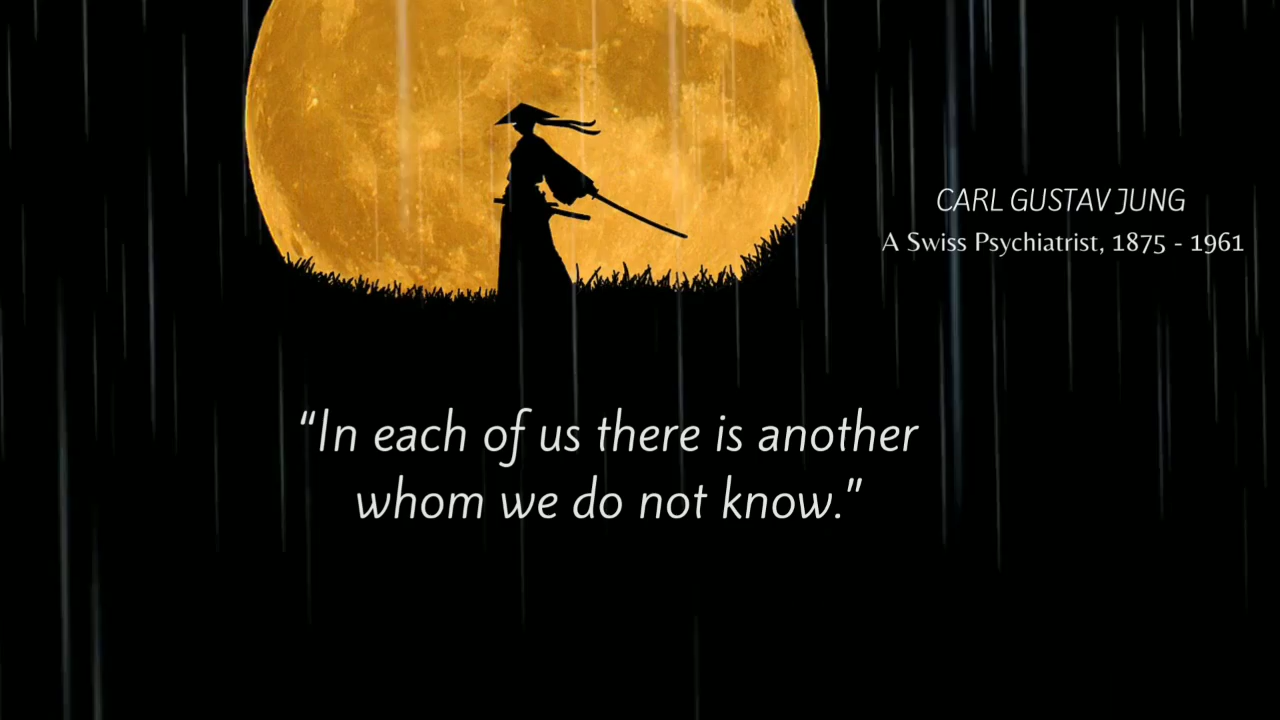 CARL GUSTAV JUNG
A Swiss Psychiatrist, 1875 - 1961
“In each of us there is another
whom we do not know.”